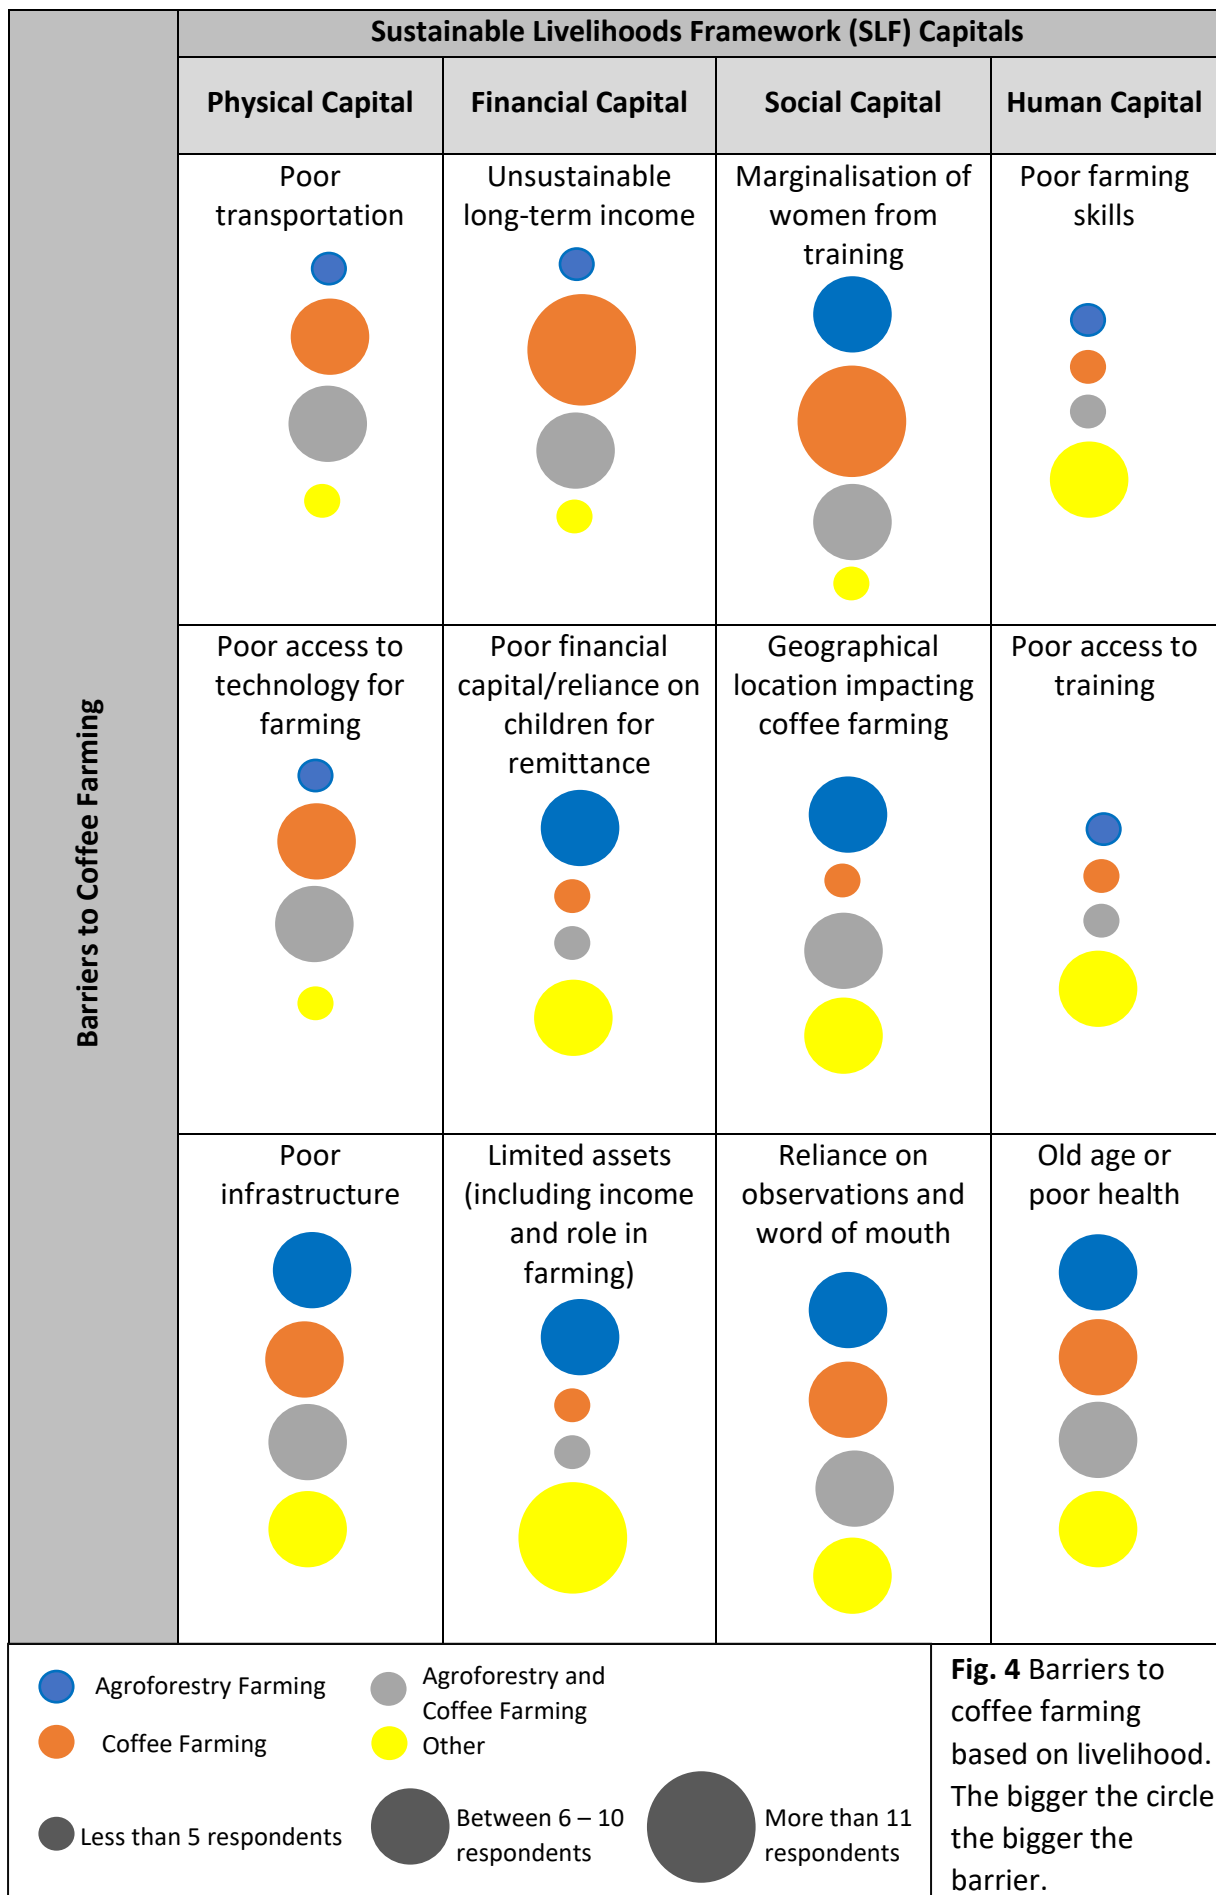 Sustainable Livelihoods Framework (SLF) Capitals
Physical Capital
Financial Capital
Social Capital
Human Capital
Barriers to Coffee Farming
Poor
transportation
Unsustainable
long-term income
Marginalisation of
women from
training
Poor farming
skills
Poor access to
technology for
farming
Poor financial
capital/reliance on
children for
remittance
Geographical
location impacting
coffee farming
Poor access to
training
Poor
infrastructure
Limited assets
(including income
and role in
farming)
Reliance on
observations and
word of mouth
Old age or
poor health
Agroforestry Farming
Agroforestry and
Coffee Farming
Coffee Farming
Other
Less than 5 respondents
Between 6 – 10
respondents
More than 11
respondents
Fig. 4 Barriers to
coffee farming
based on livelihood.
The bigger the circle
the bigger the
barrier.